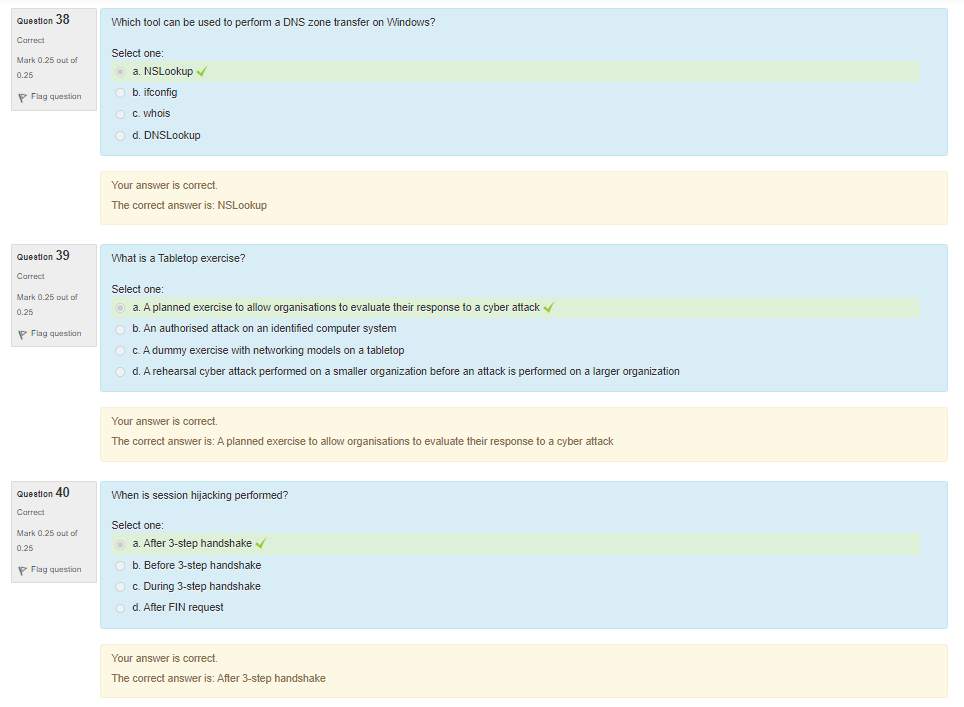 Question 38
Correct
Mark 0.25 out of
0.25
Flag question
Which tool can be used to perform a DNS zone transfer on Windows?
Select one:
a. NSLookup
b. ifconfig
c. whois
d. DNSLookup
Your answer is correct.
The correct answer is: NSLookup
Question 39
Correct
Mark 0.25 out of
0.25
Flag question
What is a Tabletop exercise?
Select one:
a. A planned exercise to allow organisations to evaluate their response to a cyber attack
b. An authorised attack on an identified computer system
c. A dummy exercise with networking models on a tabletop
d. A rehearsal cyber attack performed on a smaller organization before an attack is performed on a larger organization
Your answer is correct.
The correct answer is: A planned exercise to allow organisations to evaluate their response to a cyber attack
Question 40
Correct
Mark 0.25 out of
0.25
Flag question
When is session hijacking performed?
Select one:
a. After 3-step handshake
b. Before 3-step handshake
c. During 3-step handshake
d. After FIN request
Your answer is correct.
The correct answer is: After 3-step handshake